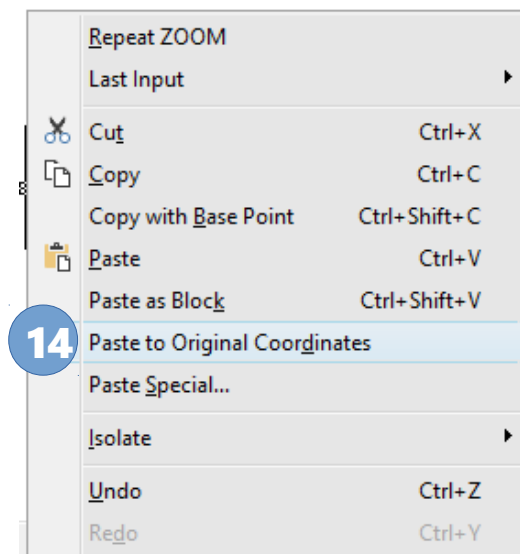 Repeat ZOOM
Last Input
Cut Ctrl+X
Copy Ctrl+C
Copy with Base Point Ctrl+Shift+C
Paste Ctrl+V
Paste as Block Ctrl+Shift+V
14 Paste to Original Coordinates
Paste Special...
Isolate
Undo Ctrl+Z
Redo Ctrl+Y